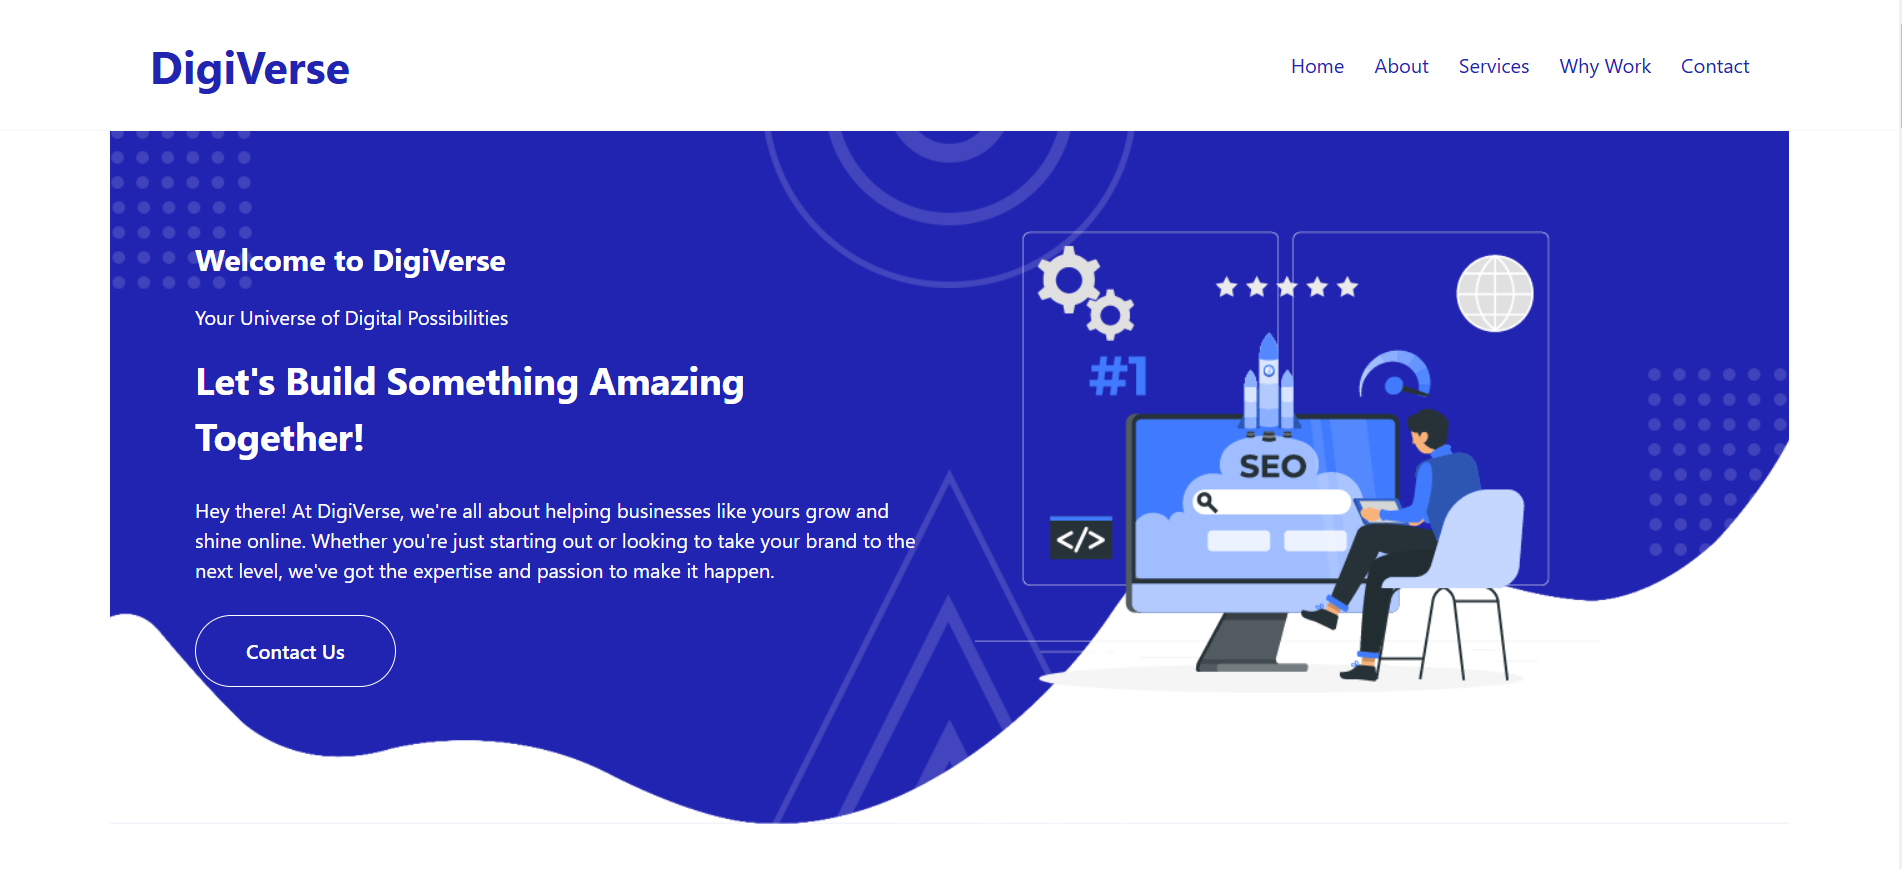 DigiVerse
Home About Services Why Work Contact
Welcome to DigiVerse
Your Universe of Digital Possibilities
Let's Build Something Amazing
Together!
Hey there! At DigiVerse, we're all about helping businesses like yours grow and
shine online. Whether you're just starting out or looking to take your brand to the
next level, we've got the expertise and passion to make it happen.
Contact Us
#1
SEO
</>